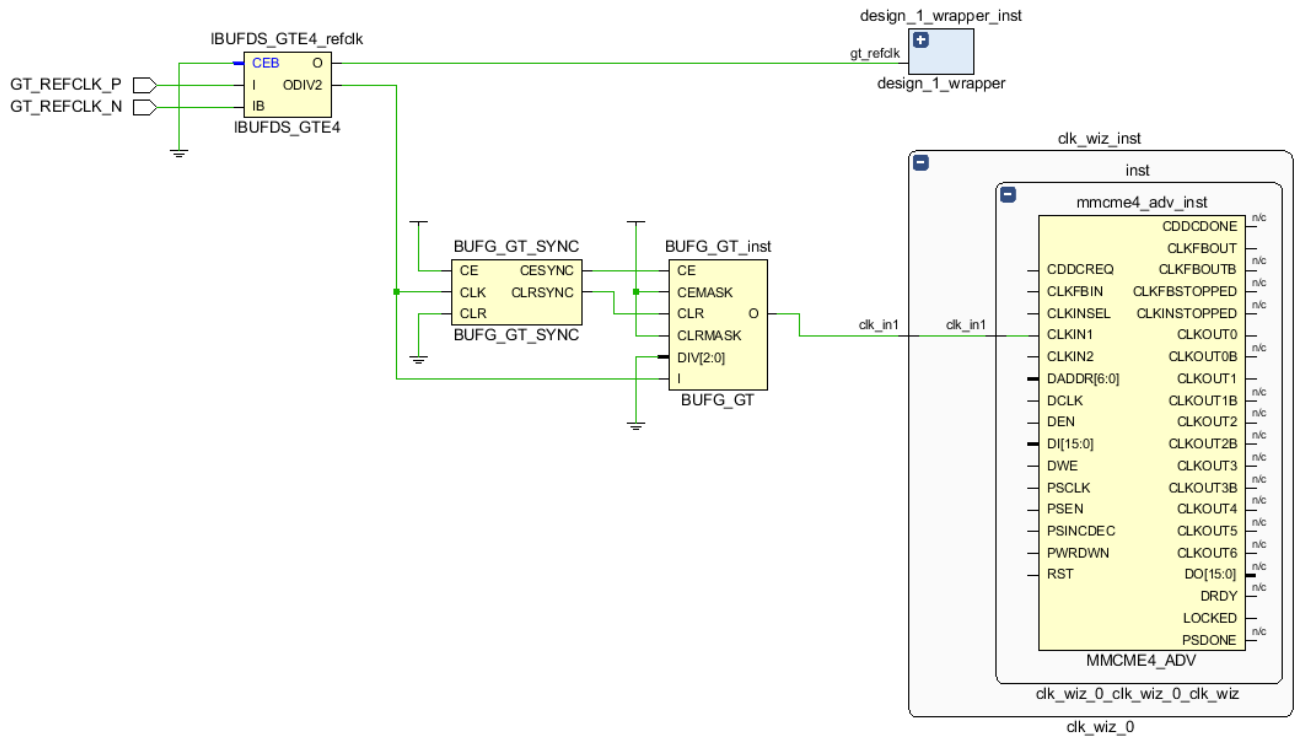 design_1_wrapper_inst
gt_refclk
design_1_wrapper
IBUFDS_GTE4_refclk
CEB O
GT_REFCLK_P I ODIV2
GT_REFCLK_N IB
IBUFDS_GTE4
BUFG_GT_SYNC
CE CESYNC
CLK CLRSYNC
CLR
BUFG_GT_SYNC
BUFG_GT_inst
CE
CEMASK
CLR O
CLRMASK
DIV[2:0]
I
BUFG_GT
clk_wiz_inst
inst
mmcme4_adv_inst
clk_in1 clk_in1
CDDCDONE n/c
CLKFBOUT
CDDCREQ CLKFBOUTB n/c
CLKFBIN CLKFBSTOPPED n/c
CLKINSEL CLKINSTOPPED n/c
CLKIN1 CLKOUT0
CLKIN2 CLKOUT0B n/c
DADDR[6:0] CLKOUT1
DCLK CLKOUT1B n/c
DEN CLKOUT2 n/c
DI[15:0] CLKOUT2B n/c
DWE CLKOUT3 n/c
PSCLK CLKOUT3B n/c
PSEN CLKOUT4 n/c
PSINCDEC CLKOUT5 n/c
PWRDWN CLKOUT6 n/c
RST DO[15:0] n/c
DRDY n/c
LOCKED
PSDONE n/c
MMCME4_ADV
clk_wiz_0_clk_wiz_0_clk_wiz
clk_wiz_0